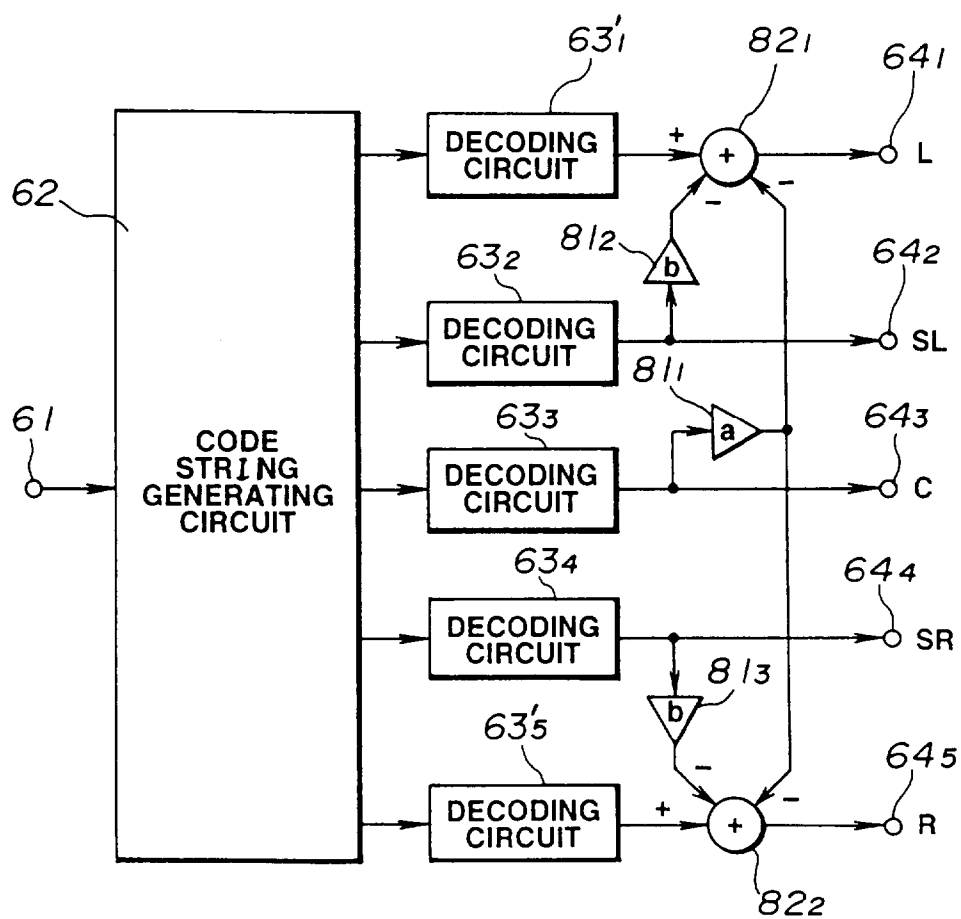 63'1
821
641
DECODING
CIRCUIT
+
+
−
−
L
62
812
b
632
642
DECODING
CIRCUIT
SL
811
a
61
633
643
CODE
STRING
GENERATING
CIRCUIT
DECODING
CIRCUIT
C
634
644
DECODING
CIRCUIT
SR
813
b
63'5
645
−
−
DECODING
CIRCUIT
+
+
R
822